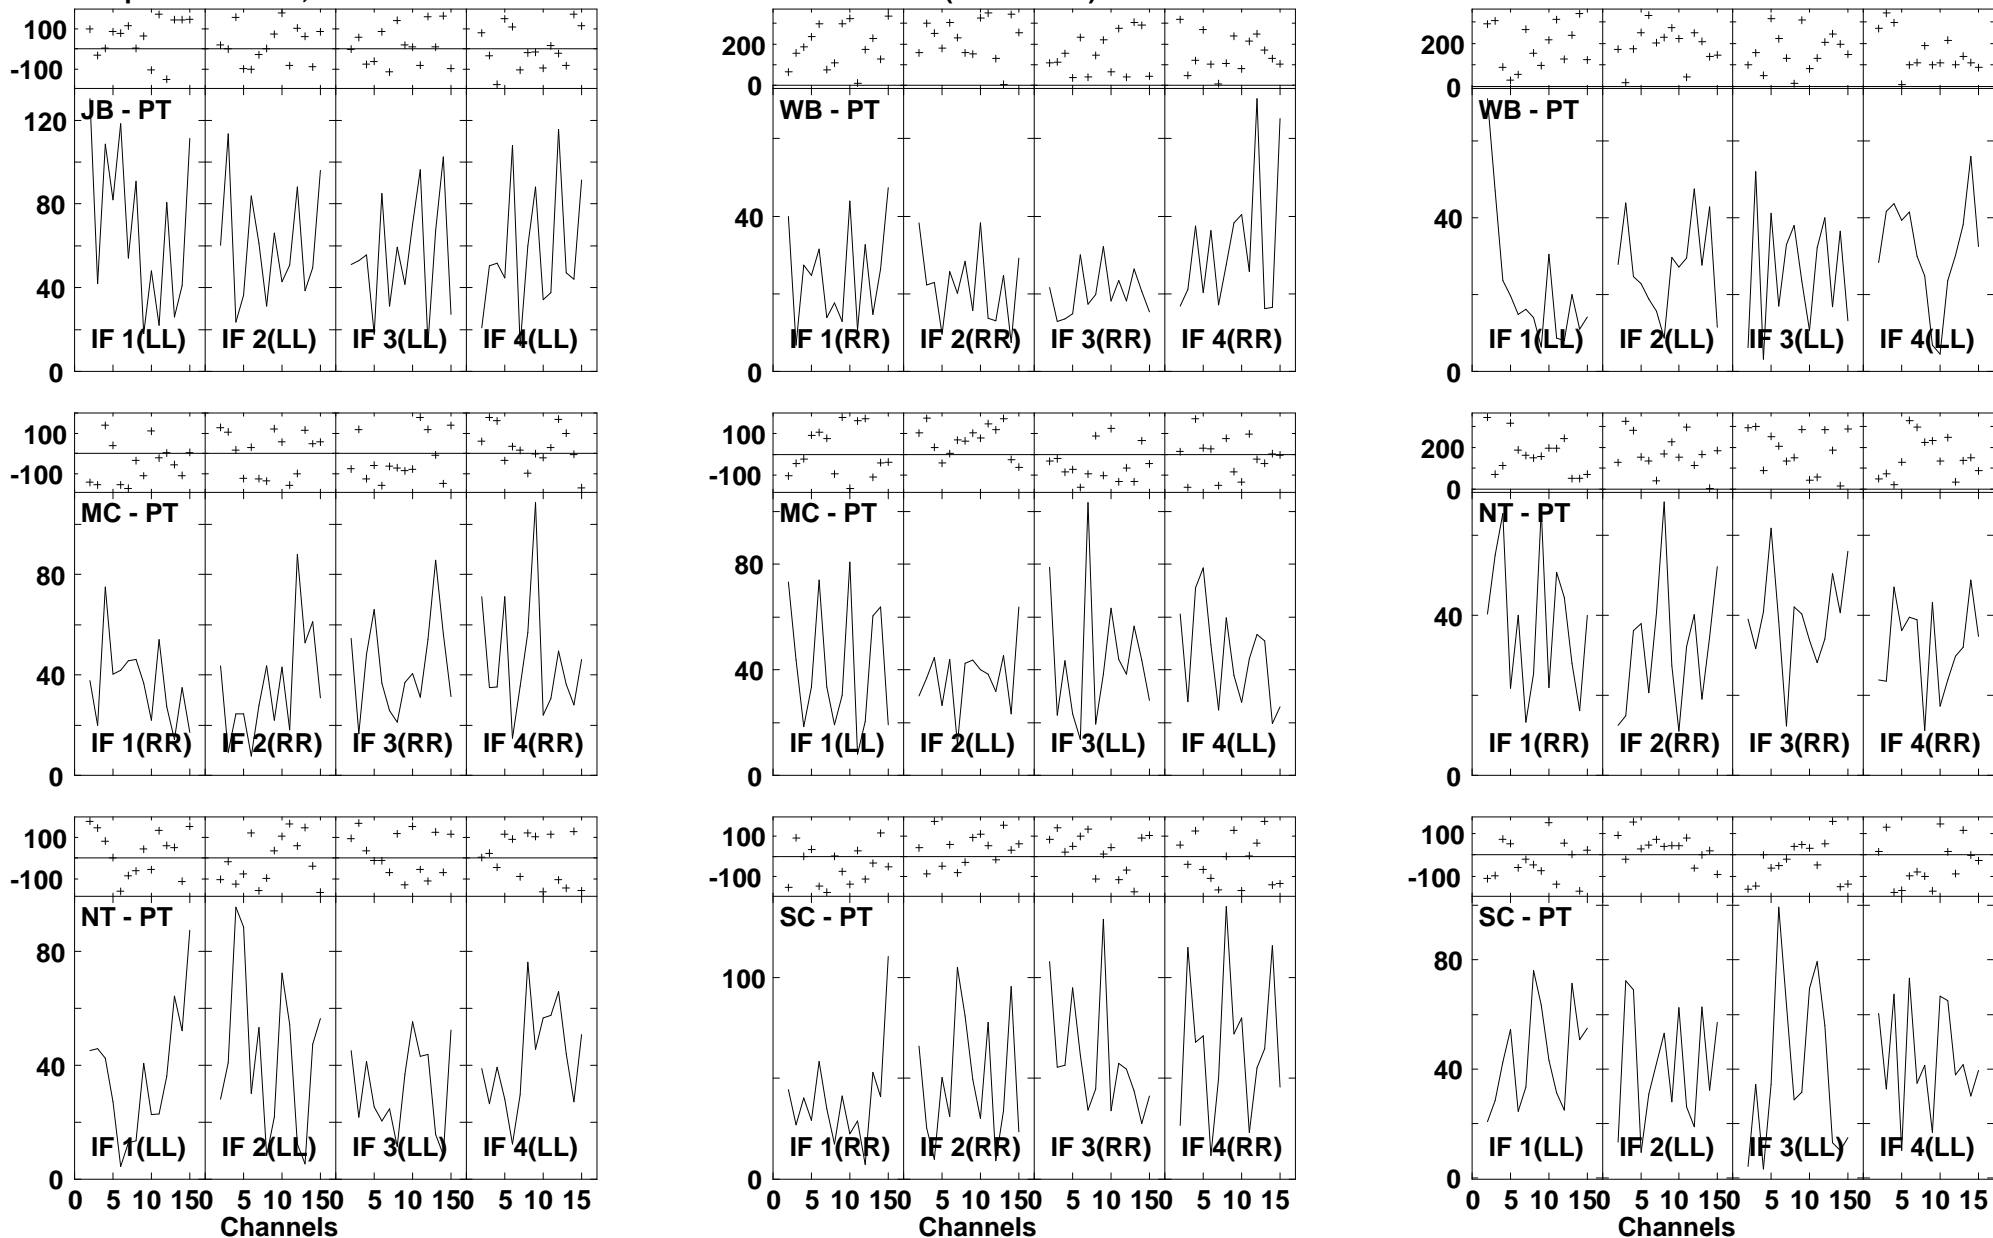 100
-100
JB - PT
120
80
40
0
IF 1(LL) IF 2(LL) IF 3(LL) IF 4(LL)
200
0
WB - PT
40
0
IF 1(RR) IF 2(RR) IF 3(RR) IF 4(RR)
200
0
WB - PT
40
0
IF 1(LL) IF 2(LL) IF 3(LL) IF 4(LL)
100
-100
MC - PT
80
40
0
IF 1(RR) IF 2(RR) IF 3(RR) IF 4(RR)
100
-100
MC - PT
80
40
0
IF 1(LL) IF 2(LL) IF 3(LL) IF 4(LL)
200
0
NT - PT
40
0
IF 1(RR) IF 2(RR) IF 3(RR) IF 4(RR)
100
-100
NT - PT
80
40
0
IF 1(LL) IF 2(LL) IF 3(LL) IF 4(LL)
0 5 10 150 5 10 150 5 10 150 5 10 15
Channels
100
-100
SC - PT
100
0
IF 1(RR) IF 2(RR) IF 3(RR) IF 4(RR)
0 5 10 150 5 10 150 5 10 150 5 10 15
Channels
100
-100
SC - PT
80
40
0
IF 1(LL) IF 2(LL) IF 3(LL) IF 4(LL)
0 5 10 150 5 10 150 5 10 150 5 10 15
Channels